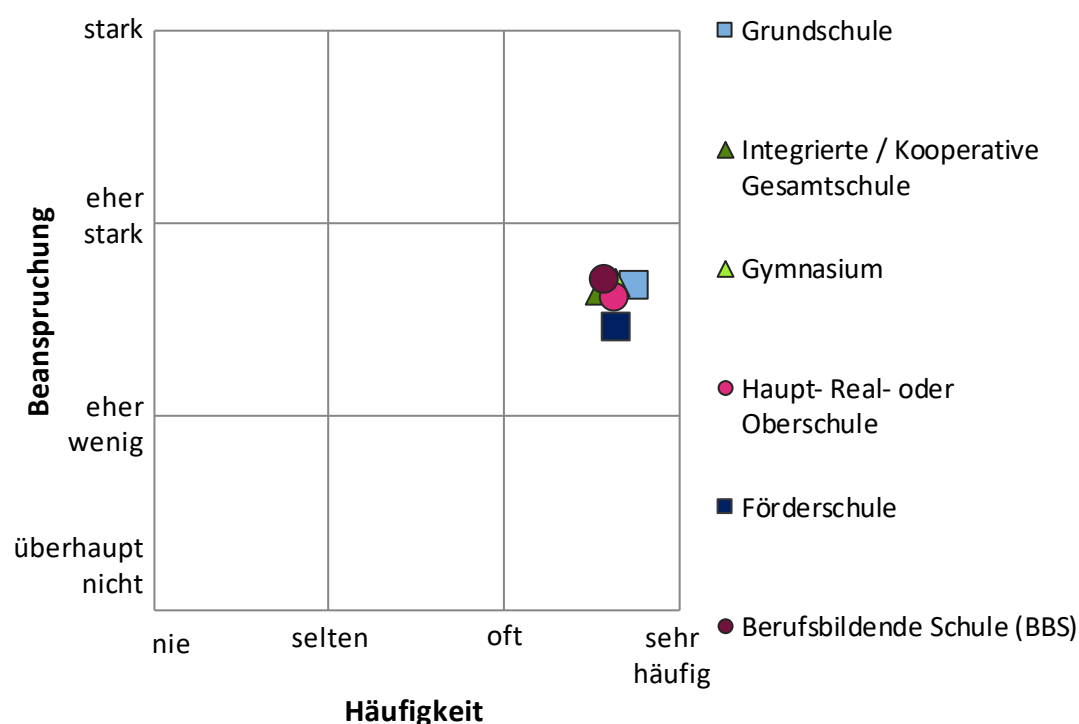 stark
eher
stark
eher
wenig
überhaupt
nicht
Beanspruchung
nie
selten
oft
sehr
häufig
Häufigkeit
Grundschule
Integrierte / Kooperative
Gesamtschule
Gymnasium
Haupt- Real- oder
Oberschule
Förderschule
Berufsbildende Schule (BBS)